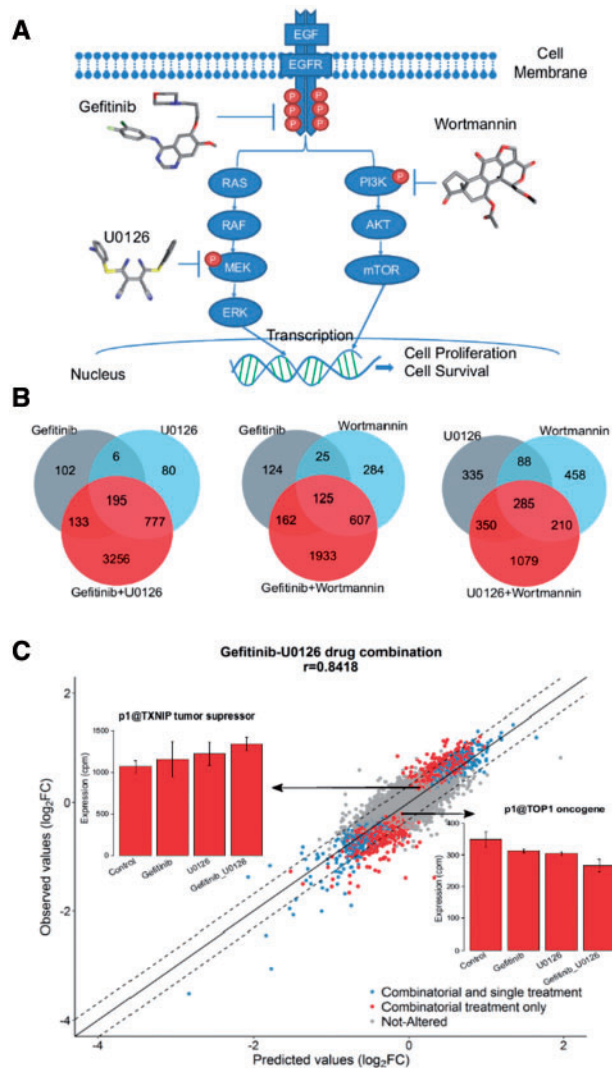 A
EGF
EGFR
Cell
Membrane
P P
P P
P P
Gefitinib
Wortmannin
RAS
PI3K
P
RAF
AKT
U0126
P
MEK
mTOR
ERK
Transcription
Nucleus
Cell Proliferation
Cell Survival
B
Gefitinib
U0126
102
6
80
195
133
777
3256
Gefitinib+U0126
Gefitinib
Wortmannin
124
25
284
125
162
607
1933
Gefitinib+Wortmannin
U0126
Wortmannin
335
88
458
285
350
210
1079
U0126+Wortmannin
C
Gefitinib-U0126 drug combination
r=0.8418
Observed values (log2FC)
2
0
-2
-4
p1@TXNIP tumor supressor
Expression (cpm)
1500
1000
500
0
Control
Gefitinib
U0126
Gefitinib_U0126
p1@TOP1 oncogene
Expression (cpm)
400
300
200
0
Control
Gefitinib
U0126
Gefitinib_U0126
Combinatorial and single treatment
Combinatorial treatment only
Not-Altered
-4
-2
0
2
Predicted values (log2FC)